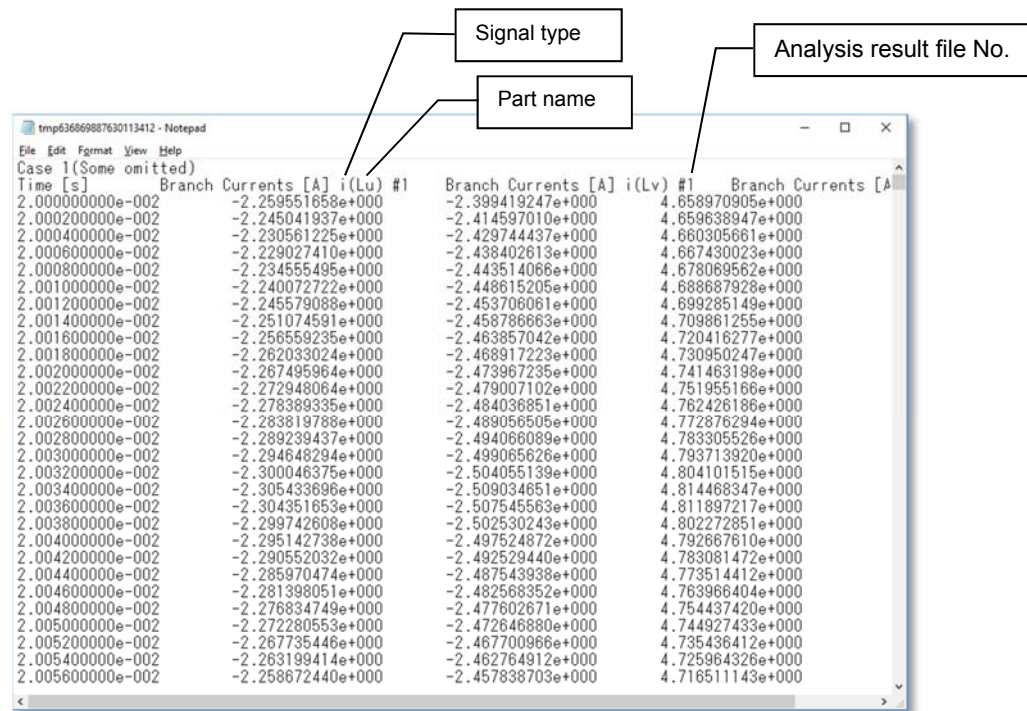 Signal type
Analysis result file No.
Part name
tmp636869887630113412 - Notepad
File Edit Format View Help
Case 1(Some omitted)
Time [s] Branch Currents [A] i(Lu) #1 Branch Currents [A] i(Lv) #1 Branch Currents [A
2.000000000e-002 -2.259551658e+000 -2.399419247e+000 4.658970905e+000
2.000200000e-002 -2.245041937e+000 -2.414597010e+000 4.659638947e+000
2.000400000e-002 -2.230561225e+000 -2.429744437e+000 4.660305661e+000
2.000600000e-002 -2.229027410e+000 -2.438402613e+000 4.667430023e+000
2.000800000e-002 -2.234555495e+000 -2.443514066e+000 4.678069562e+000
2.001000000e-002 -2.240072722e+000 -2.448615205e+000 4.688687928e+000
2.001200000e-002 -2.245579088e+000 -2.453706061e+000 4.699285149e+000
2.001400000e-002 -2.251074591e+000 -2.458786663e+000 4.709861255e+000
2.001600000e-002 -2.256559235e+000 -2.463857042e+000 4.720416277e+000
2.001800000e-002 -2.262033024e+000 -2.468917223e+000 4.730950247e+000
2.002000000e-002 -2.267495964e+000 -2.473967235e+000 4.741463198e+000
2.002200000e-002 -2.272948064e+000 -2.479007102e+000 4.751955166e+000
2.002400000e-002 -2.278389335e+000 -2.484036851e+000 4.762426186e+000
2.002600000e-002 -2.283819788e+000 -2.489056505e+000 4.772876294e+000
2.002800000e-002 -2.289239437e+000 -2.494066089e+000 4.783305526e+000
2.003000000e-002 -2.294648294e+000 -2.499065626e+000 4.793713920e+000
2.003200000e-002 -2.300046375e+000 -2.504055139e+000 4.804101515e+000
2.003400000e-002 -2.305433696e+000 -2.509034651e+000 4.814468347e+000
2.003600000e-002 -2.304351653e+000 -2.507545563e+000 4.811897217e+000
2.003800000e-002 -2.299742608e+000 -2.502530243e+000 4.802272851e+000
2.004000000e-002 -2.295142738e+000 -2.497524872e+000 4.792667610e+000
2.004200000e-002 -2.290552032e+000 -2.492529440e+000 4.783081472e+000
2.004400000e-002 -2.285970474e+000 -2.487543938e+000 4.773514412e+000
2.004600000e-002 -2.281398051e+000 -2.482568352e+000 4.763966404e+000
2.004800000e-002 -2.276834749e+000 -2.477602671e+000 4.754437420e+000
2.005000000e-002 -2.272280553e+000 -2.472646880e+000 4.744927433e+000
2.005200000e-002 -2.267735446e+000 -2.467700966e+000 4.735436412e+000
2.005400000e-002 -2.263199414e+000 -2.462764912e+000 4.725964326e+000
2.005600000e-002 -2.258672440e+000 -2.457838703e+000 4.716511143e+000